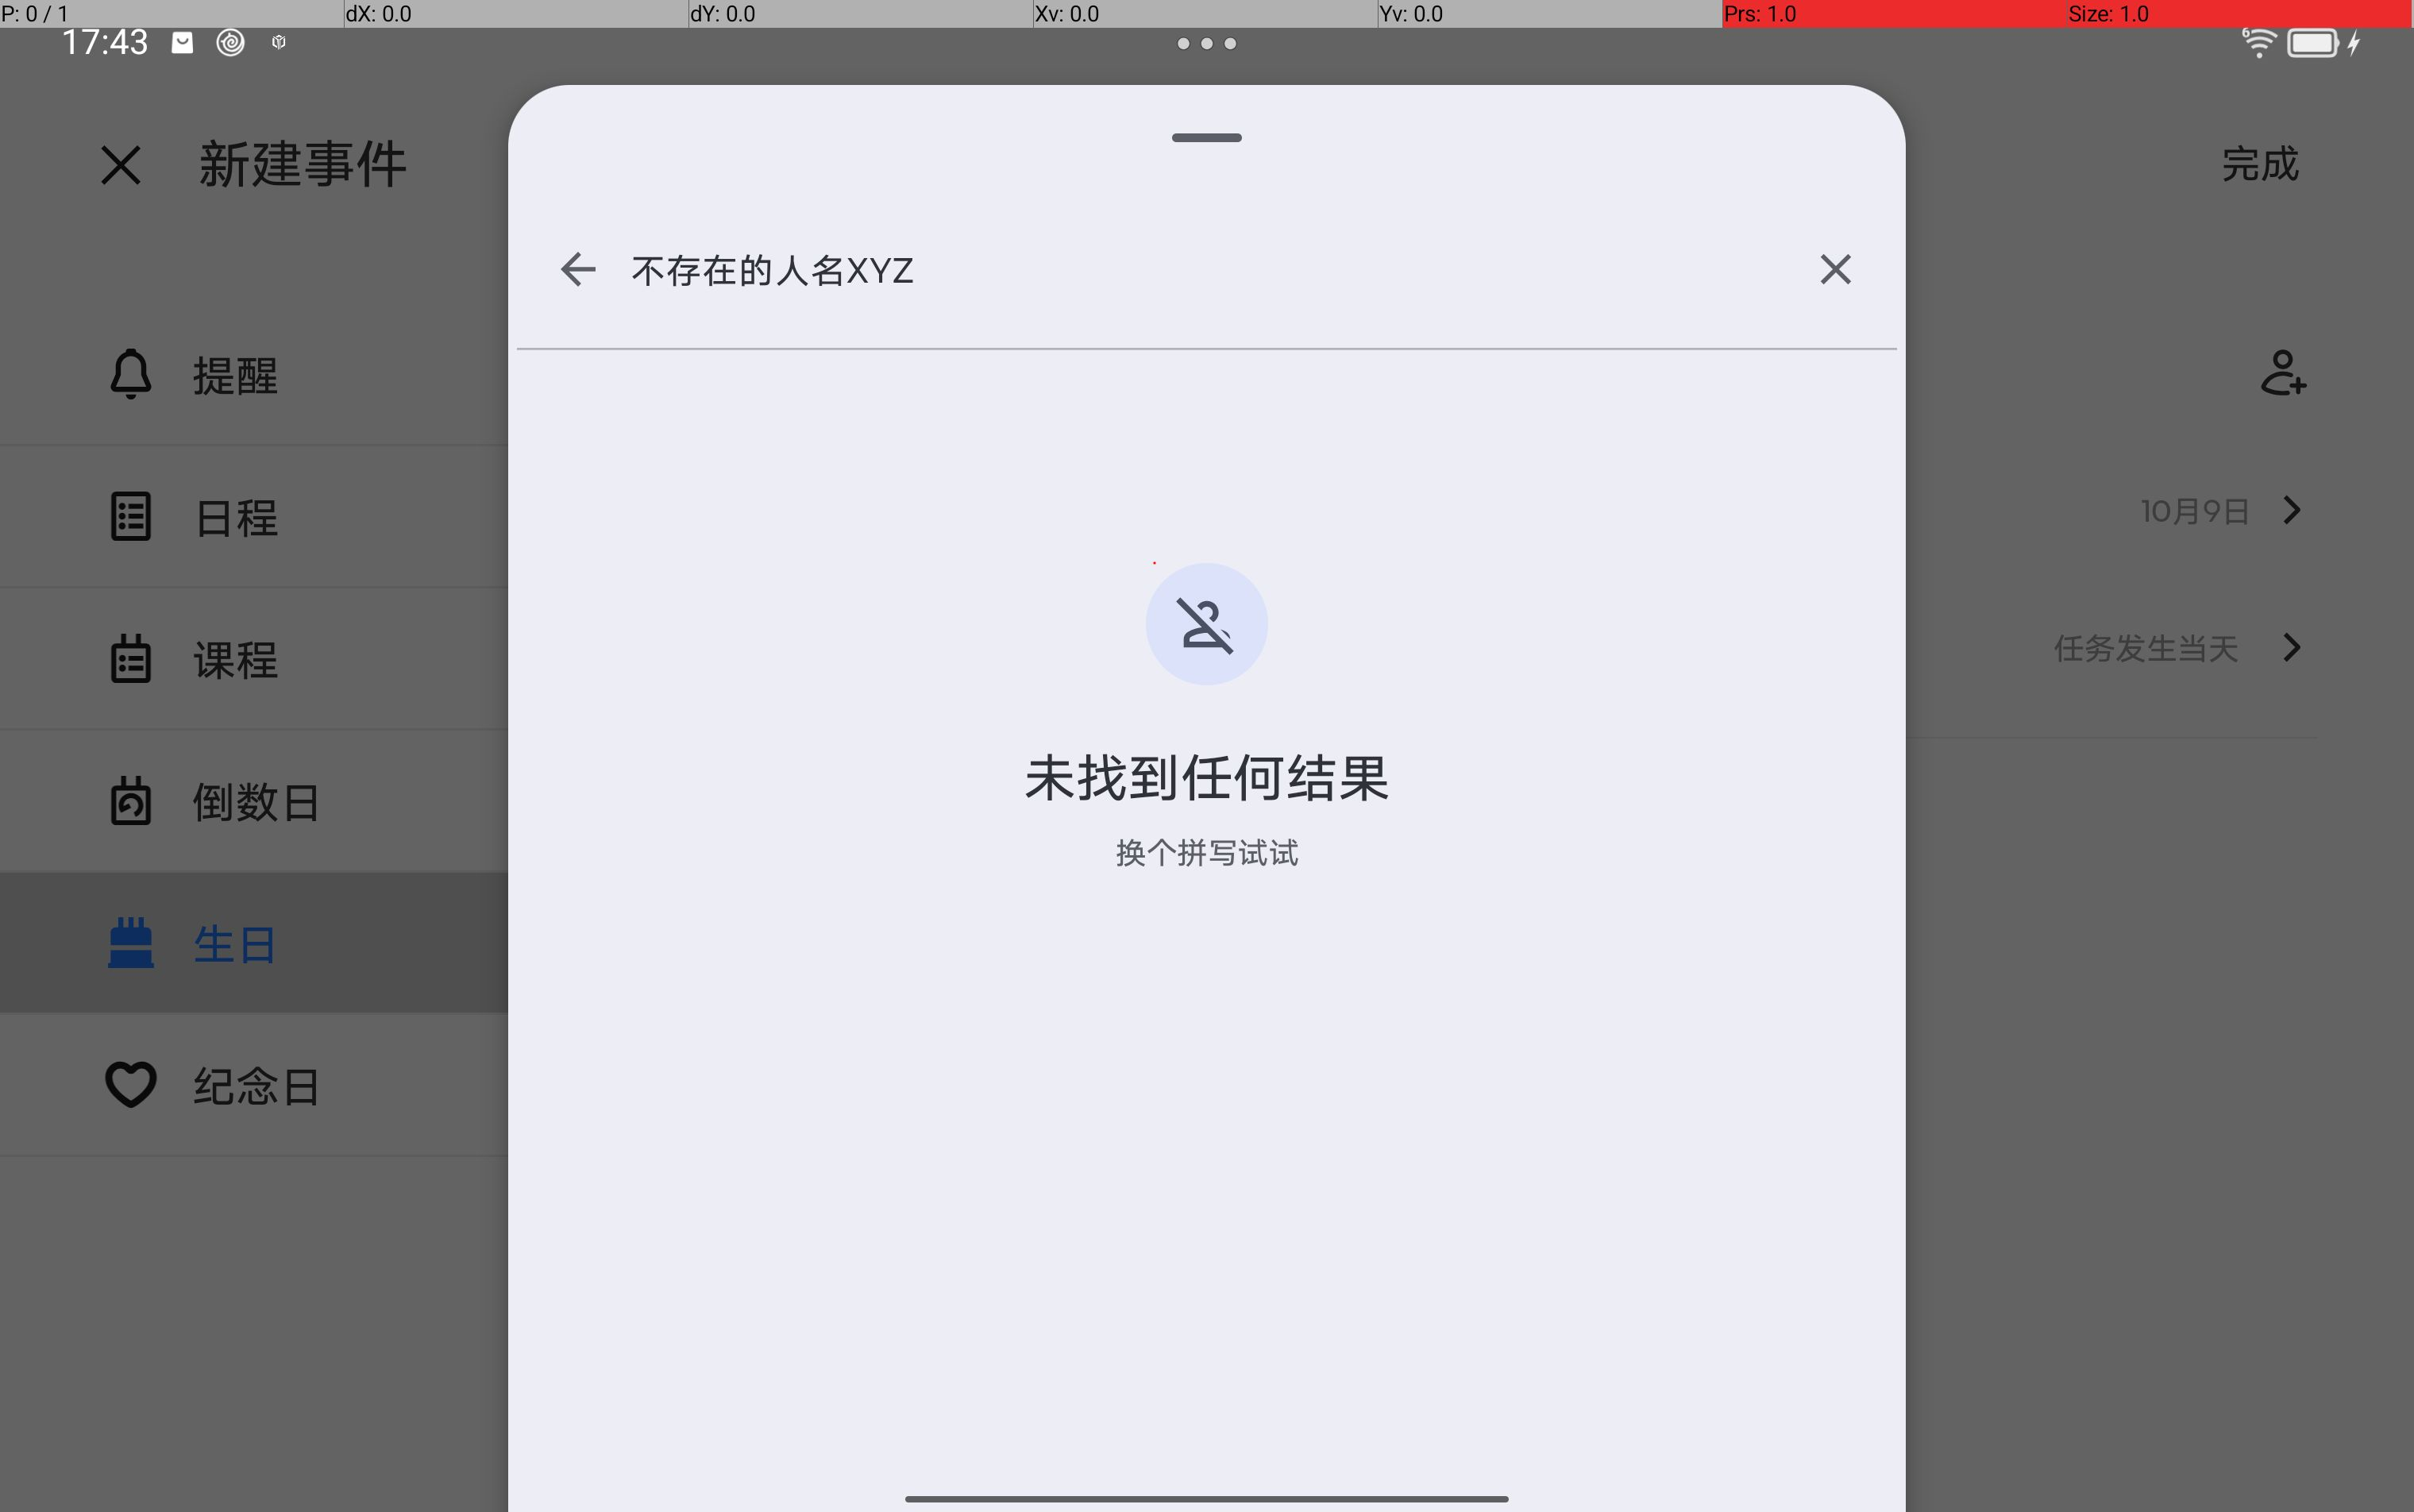 P: 0 / 1 dX: 0.0 dY: 0.0 Xv: 0.0 Yv: 0.0 Prs: 1.0 Size: 1.0
17:43
6
新建事件
完成
不存在的人名XYZ
提醒
日程
10月9日
课程
任务发生当天
未找到任何结果
倒数日
换个拼写试试
生日
纪念日